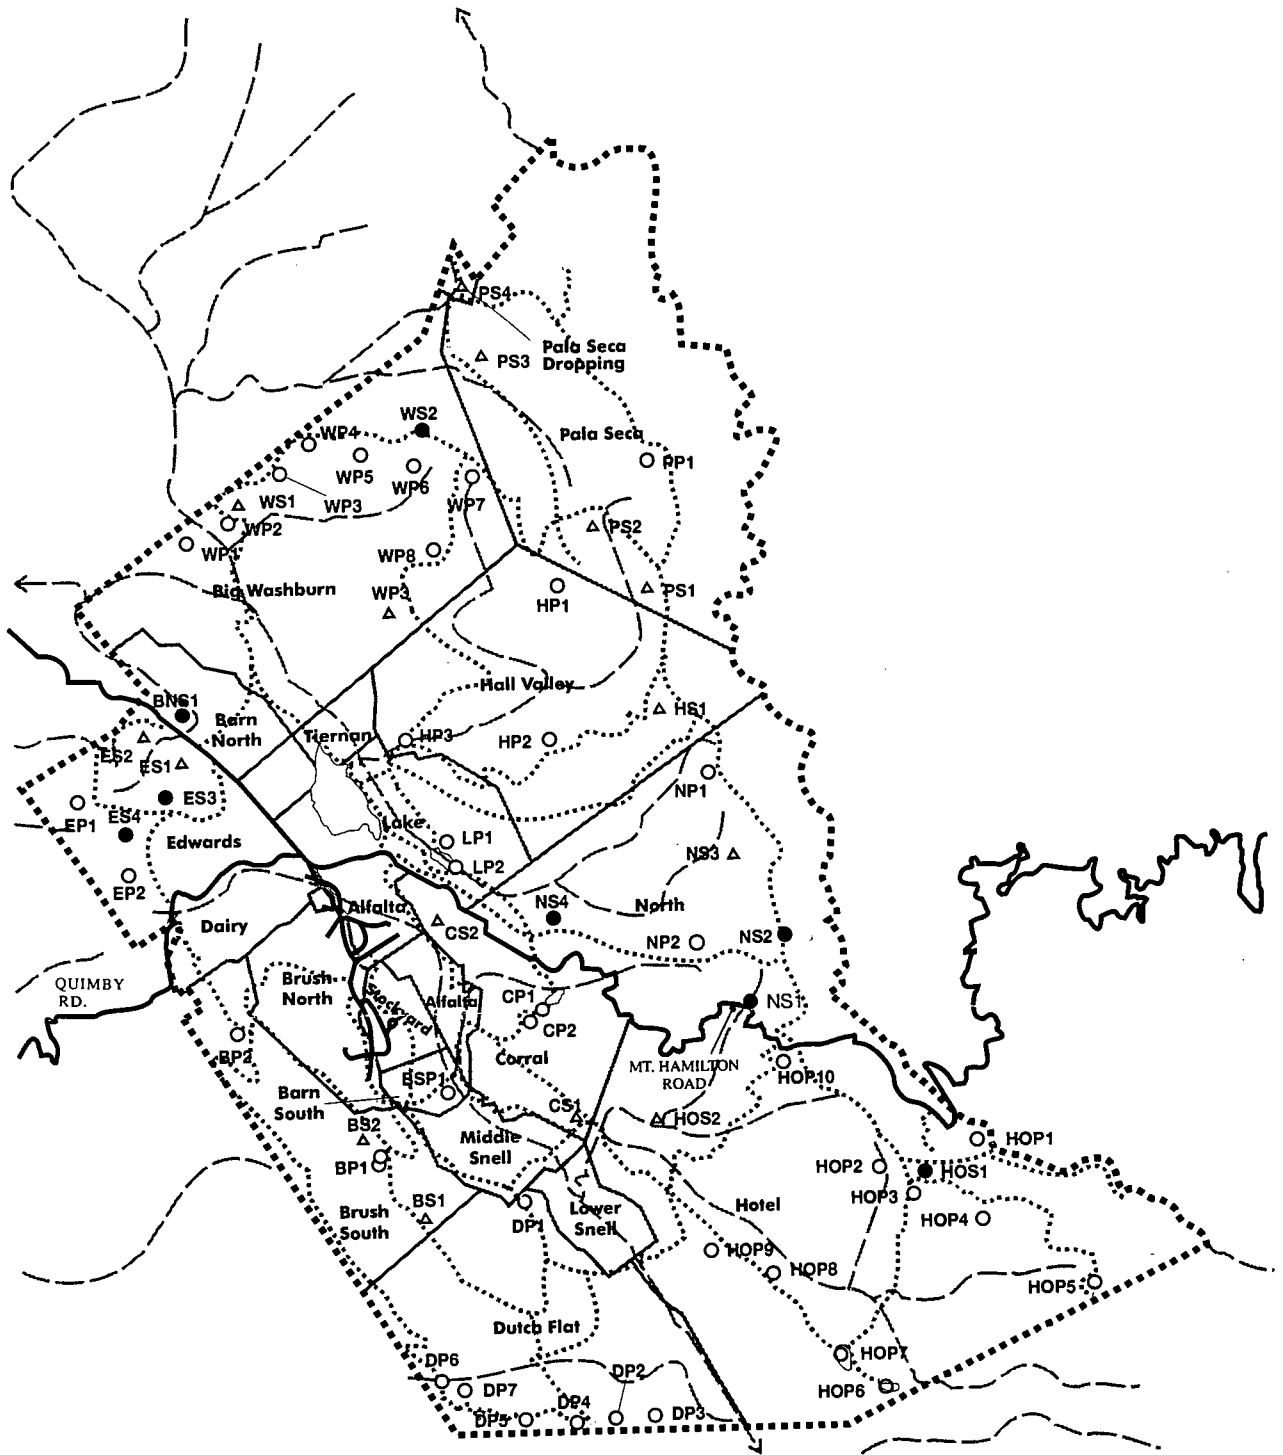 PS4
Pala Seca
Dropping
PS3
WS2
WP4
Pala Seca
PP1
WP5
WP6
WS1
WP3
WP7
WP2
PS2
WP1
WP8
Big Washburn
WP3
HP1
PS1
Hall Valley
BNS1
HS1
Barn
North
Tiernan
HP3
HP2
ES2
ES1
NP1
ES3
EP1
ES4
Lake
LP1
Edwards
NS3
LP2
EP2
NS4
North
Alfalfa
Dairy
CS2
NP2
NS2
QUIMBY
RD.
Brush
North
Stockyard
Alfalfa
CP1
NS1
CP2
BP2
Corral
MT. HAMILTON
ROAD
BSP1
HOP10
Barn
South
CS1
HOS2
BS2
Middle
Snell
HOP1
BP1
HOP2
HOS1
HOP3
BS1
Hotel
HOP4
Brush
South
DP1
Lower
Snell
HOP9
HOP8
HOP5
Dutch Flat
HOP7
DP6
DP2
HOP6
DP7
DP4
DP5
DP3